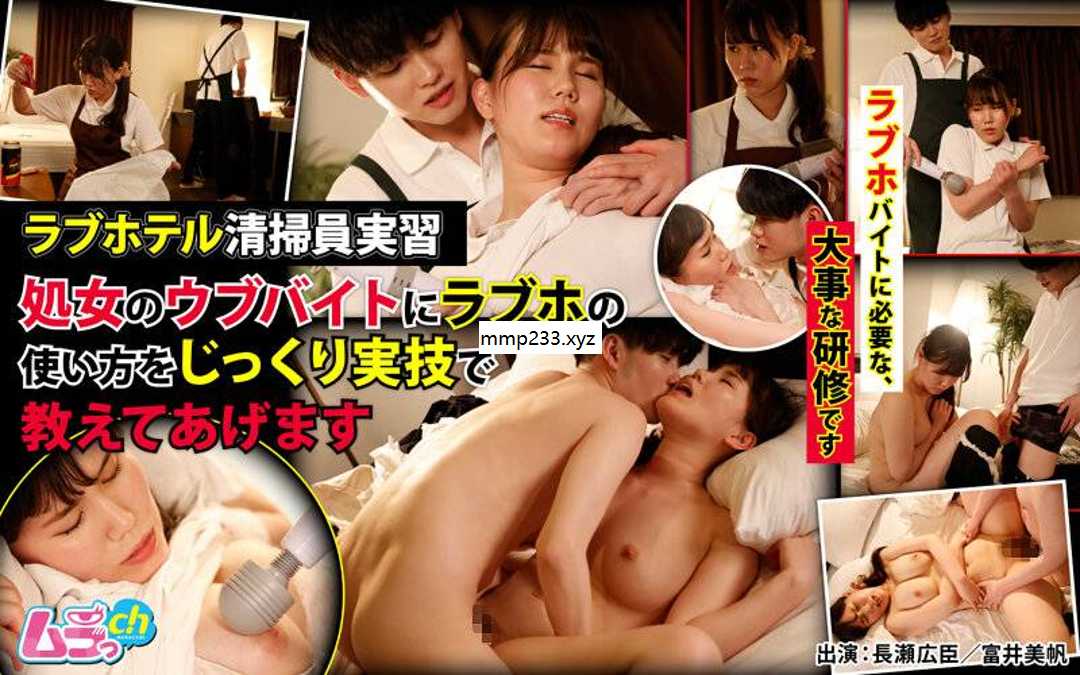 ラブホテル清掃員実習
処女のウブバイトにラブホの
使い方をじっくり実技で
教えてあげます
mmp233.xyz
ラブホバイトに必要な、
大事な研修です
ムラっch
出演：長瀬広臣／富井美帆